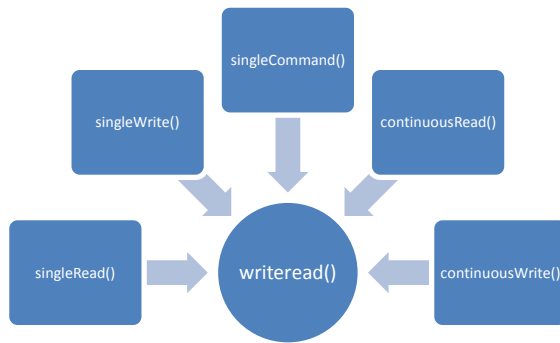 singleCommand()
singleWrite()
continuousRead()
singleRead()
writeread()
continuousWrite()